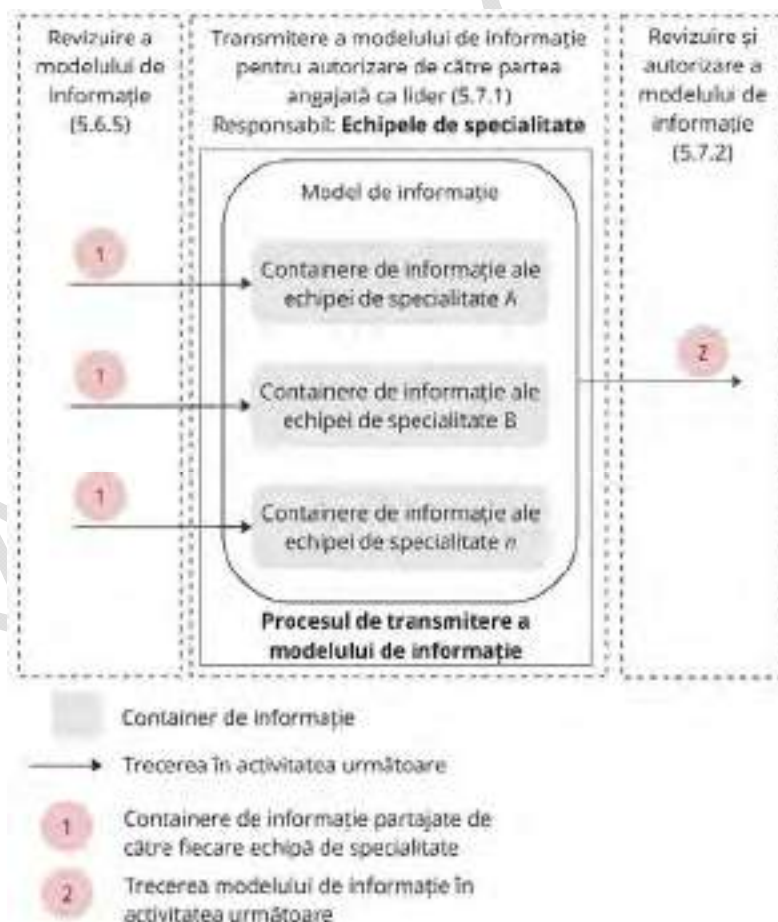 Revizuire a
modelului de
informație
(5.6.5)
Transmitere a modelului de informație
pentru autorizare de către partea
angajată ca lider (5.7.1)
Responsabil: Echipele de specialitate
Revizuire și
autorizare a
modelului de
informație
(5.7.2)
Model de informație
1
Containere de informație ale
echipei de specialitate A
2
1
Containere de informație ale
echipei de specialitate B
1
Containere de informație ale
echipei de specialitate n
Procesul de transmitere a
modelului de informație
Container de informație
Trecerea în activitatea următoare
1
Containere de informație partajate de
către fiecare echipă de specialitate
2
Trecerea modelului de informație în
activitatea următoare